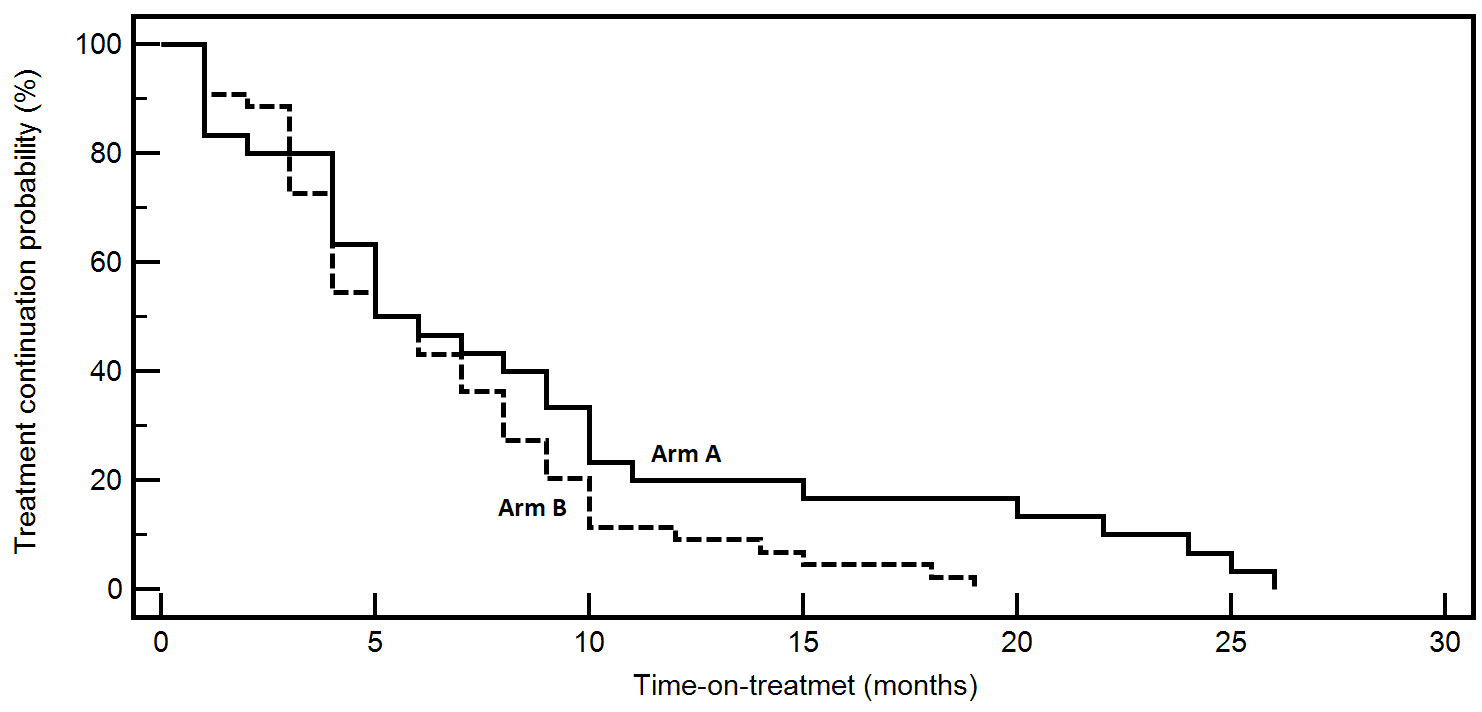 Treatment continuation probability (%)
100
80
60
40
20
0
Arm A
Arm B
0 5 10 15 20 25 30
Time-on-treatmet (months)